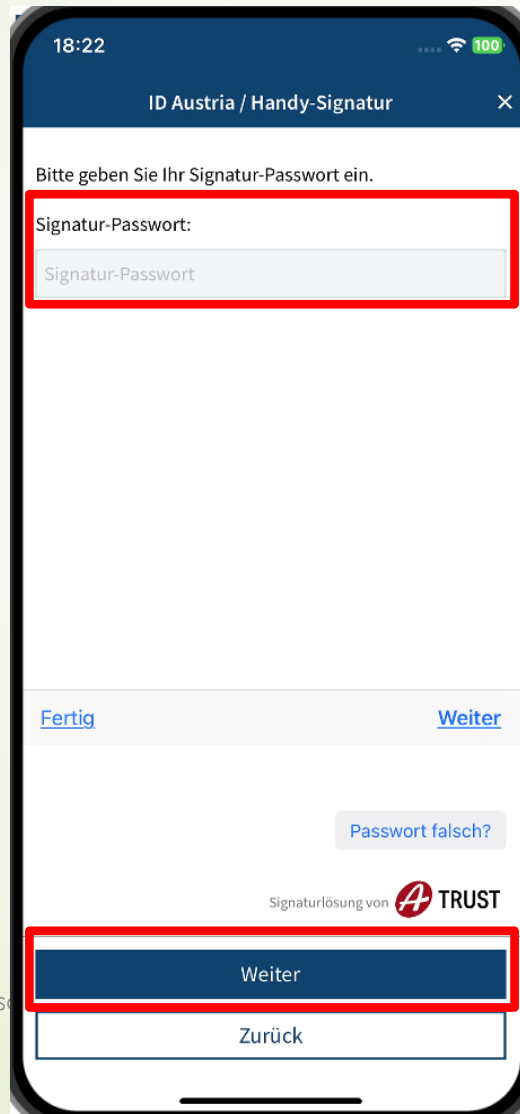 18:22
100
ID Austria / Handy-Signatur
Bitte geben Sie Ihr Signatur-Passwort ein.
Signatur-Passwort:
Signatur-Passwort
Fertig Weiter
Passwort falsch?
Signaturlösung von A TRUST
Weiter
Zurück